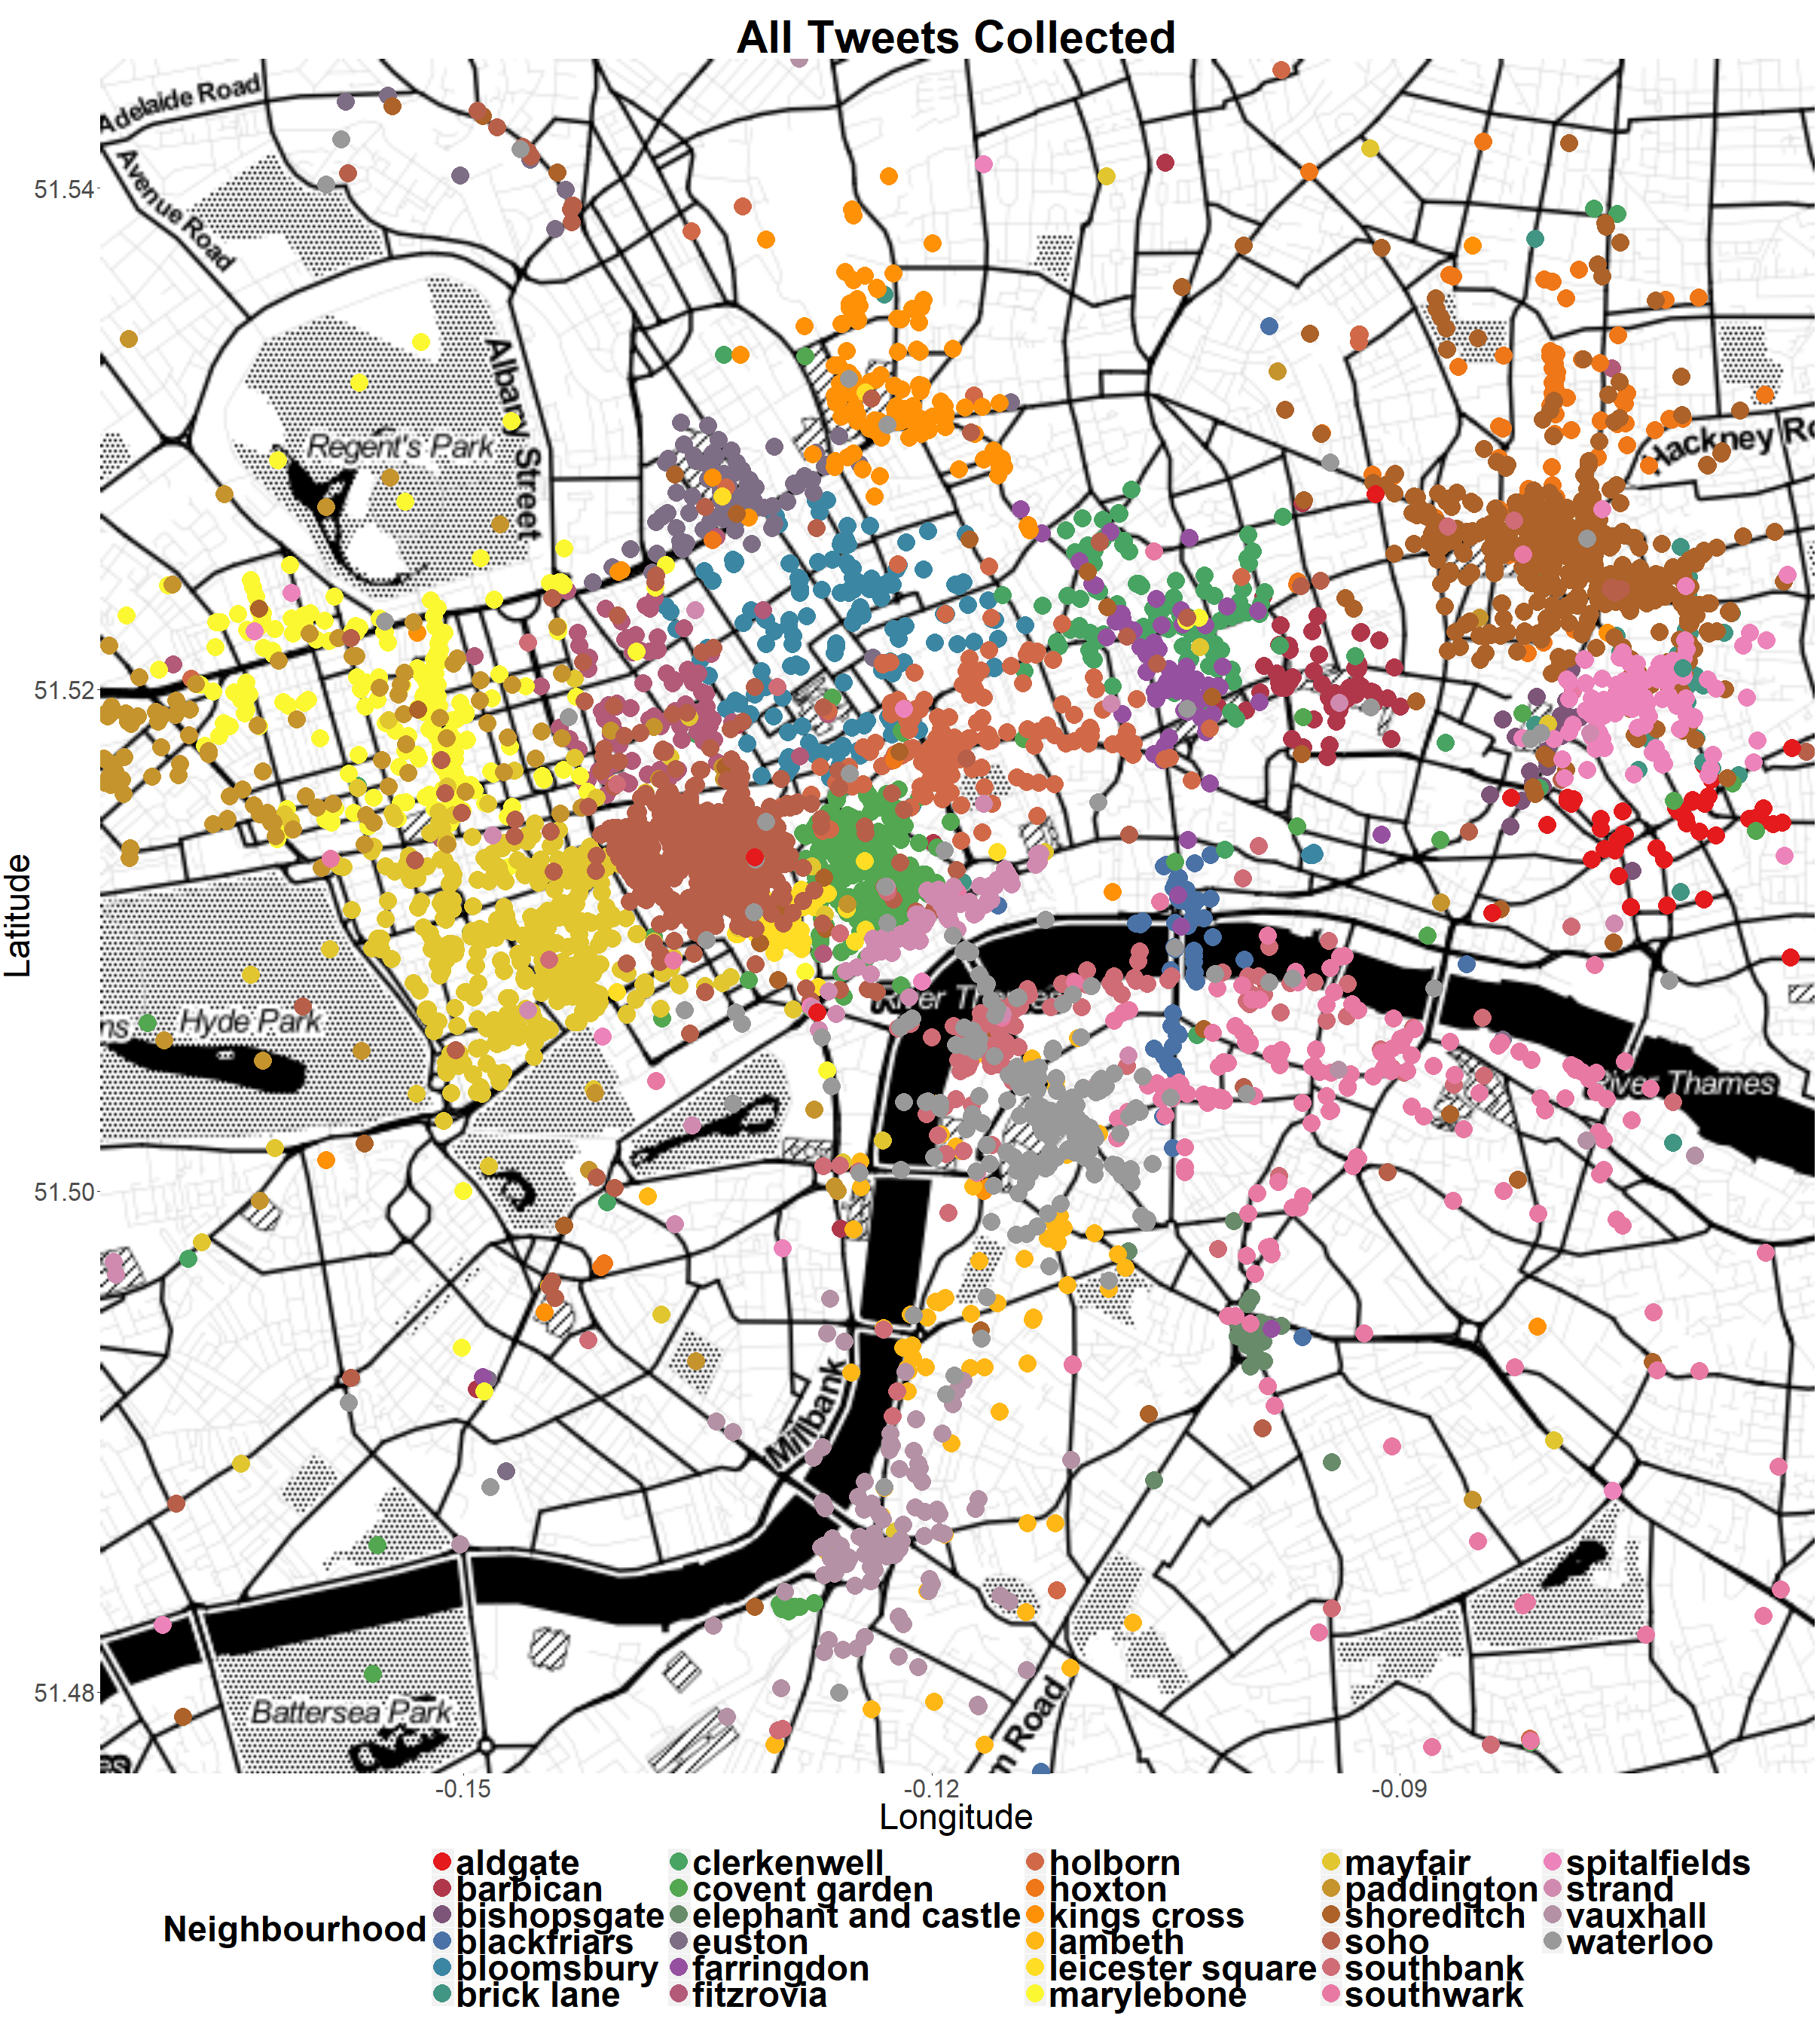 All Tweets Collected
Adelaide Road
Avenue Road
51.54
Albany Street
Regent's Park
Hackney Ro
51.52
Latitude
River Thames
ns
Hyde Park
River Thames
51.50
Millbank
51.48
Battersea Park
m Road
es
-0.15
-0.12
-0.09
Longitude
Neighbourhood
aldgate
barbican
bishopsgate
blackfriars
bloomsbury
brick lane
clerkenwell
covent garden
elephant and castle
euston
farringdon
fitzrovia
holborn
hoxton
kings cross
lambeth
leicester square
marylebone
mayfair
paddington
shoreditch
soho
southbank
southwark
spitalfields
strand
vauxhall
waterloo